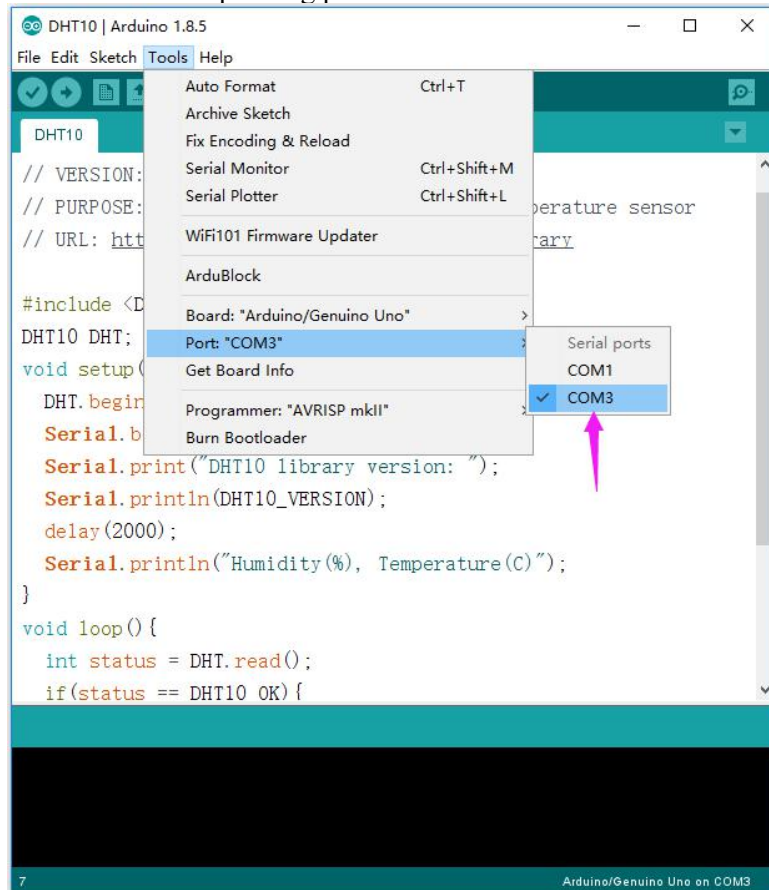 DHT10 | Arduino 1.8.5
File Edit Sketch Tools Help
Auto Format Ctrl+T
Archive Sketch
Fix Encoding & Reload
Serial Monitor Ctrl+Shift+M
Serial Plotter Ctrl+Shift+L
WiFi101 Firmware Updater
ArduBlock
Board: "Arduino/Genuino Uno"
Port: "COM3"
Get Board Info
Programmer: "AVRISP mkII"
Burn Bootloader
Serial ports
COM1
COM3
DHT10
// VERSION:
// PURPOSE: perature sensor
// URL: htt rary
#include <D
DHT10 DHT;
void setup(
DHT.begin
Serial.b
Serial.print("DHT10 library version: ");
Serial.println(DHT10_VERSION);
delay(2000);
Serial.println("Humidity(%), Temperature(C)");
}
void loop(){
int status = DHT.read();
if(status == DHT10_OK){
7 Arduino/Genuino Uno on COM3